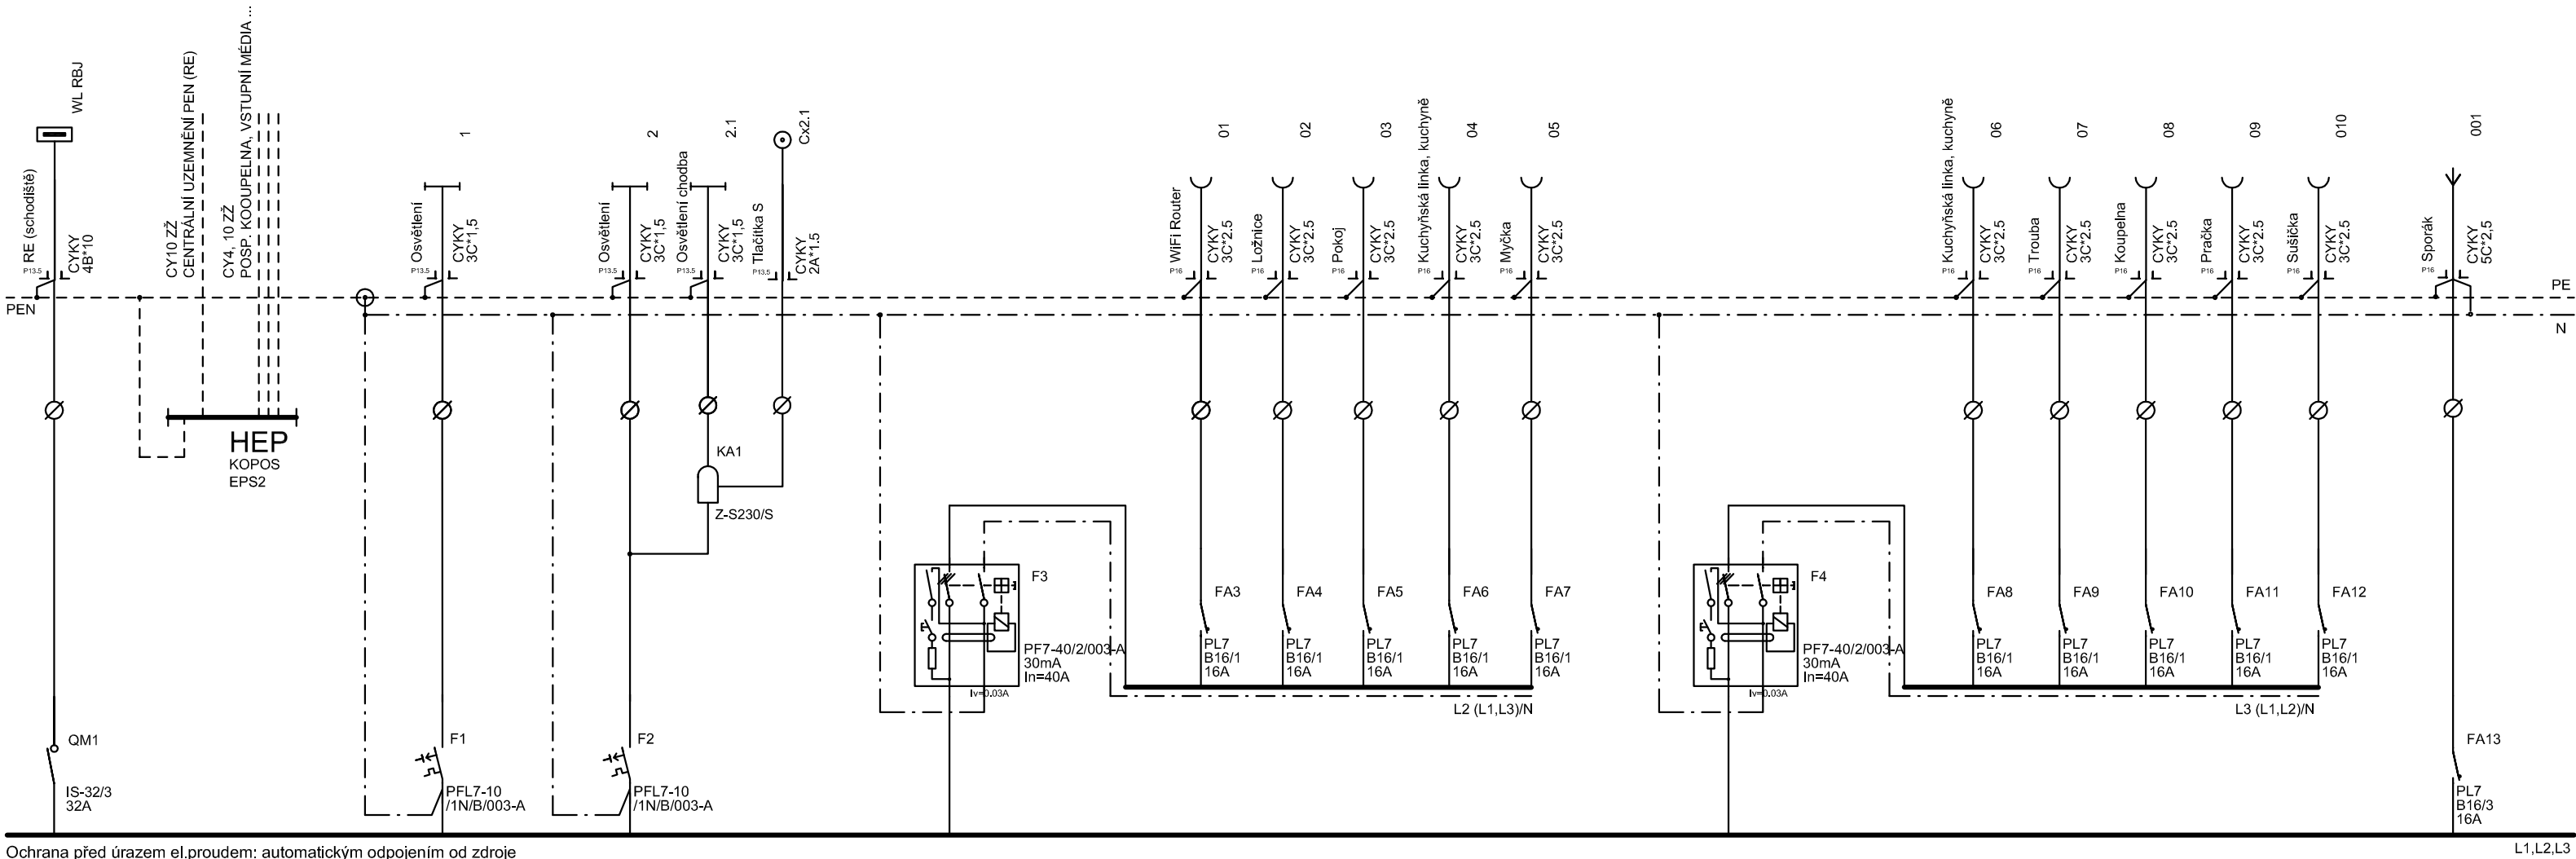 WL RBJ
RE (schodiště)
P13.5
CYKY
4B*10
PEN
QM1
IS-32/3
32A
CY10 ZŽ
CENTRÁLNÍ UZEMNĚNÍ PEN (RE)
CY4, 10 ZŽ
POSP. KOOUPELNA, VSTUPNÍ MÉDIA ...
HEP
KOPOS
EPS2
1
Osvětlení
P13.5
CYKY
3C*1,5
F1
PFL7-10
/1N/B/003-A
2
Osvětlení
P13.5
CYKY
3C*1,5
F2
PFL7-10
/1N/B/003-A
2.1
Osvětlení chodba
P13.5
CYKY
3C*1,5
KA1
Z-S230/S
Cx2.1
Tlačítka S
P13.5
CYKY
2A*1.5
F3
PF7-40/2/003-A
30mA
In=40A
Iv=0.03A
01
WiFi Router
P16
CYKY
3C*2.5
FA3
PL7
B16/1
16A
02
Ložnice
P16
CYKY
3C*2.5
FA4
PL7
B16/1
16A
03
Pokoj
P16
CYKY
3C*2.5
FA5
PL7
B16/1
16A
04
Kuchyňská linka, kuchyně
P16
CYKY
3C*2.5
FA6
PL7
B16/1
16A
05
Myčka
P16
CYKY
3C*2.5
FA7
PL7
B16/1
16A
L2 (L1,L3)/N
F4
PF7-40/2/003-A
30mA
In=40A
Iv=0.03A
06
Kuchyňská linka, kuchyně
P16
CYKY
3C*2.5
FA8
PL7
B16/1
16A
07
Trouba
P16
CYKY
3C*2.5
FA9
PL7
B16/1
16A
08
Koupelna
P16
CYKY
3C*2.5
FA10
PL7
B16/1
16A
09
Pračka
P16
CYKY
3C*2.5
FA11
PL7
B16/1
16A
010
Sušička
P16
CYKY
3C*2.5
FA12
PL7
B16/1
16A
L3 (L1,L2)/N
001
Sporák
P16
CYKY
5C*2,5
FA13
PL7
B16/3
16A
PE
N
L1,L2,L3
Ochrana před úrazem el.proudem: automatickým odpojením od zdroje